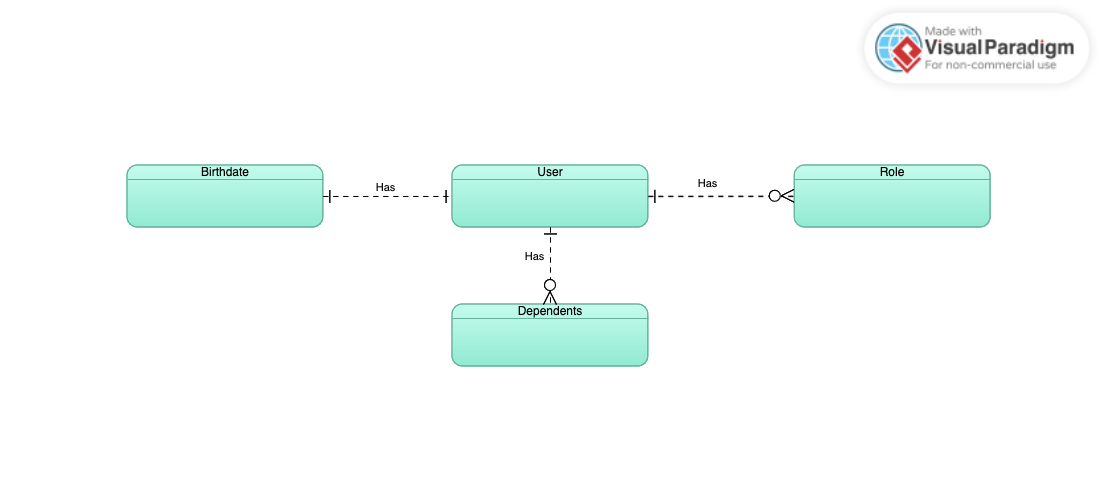 Made with
Visual Paradigm
For non-commercial use
Birthdate
Has
User
Has
Role
Has
Dependents